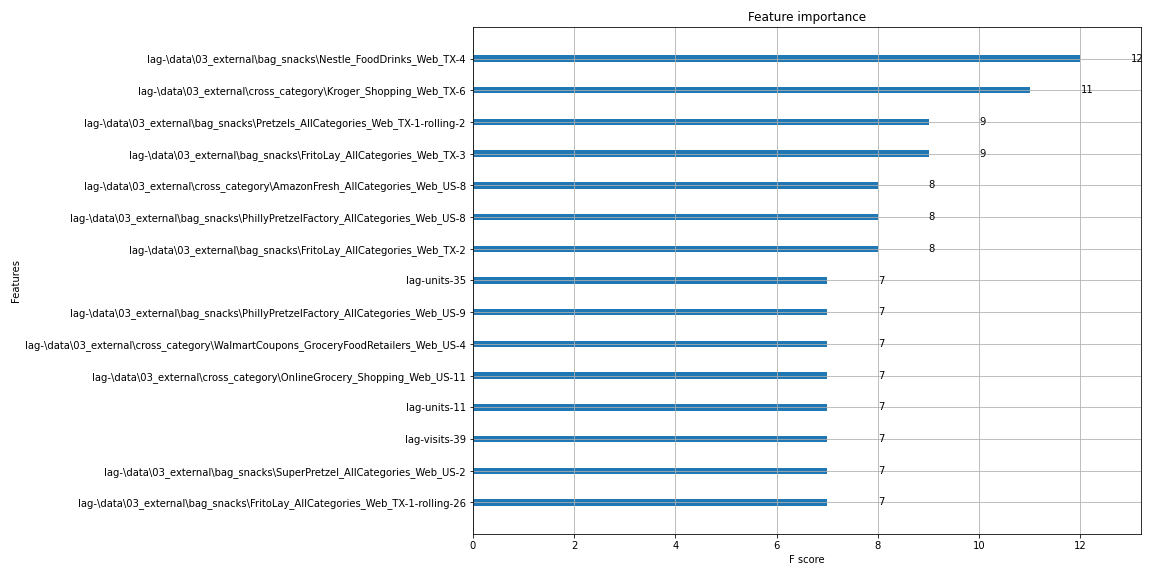 Feature importance
lag-\data\03_external\bag_snacks\Nestle_FoodDrinks_Web_TX-4 12
lag-\data\03_external\cross_category\Kroger_Shopping_Web_TX-6 11
lag-\data\03_external\bag_snacks\Pretzels_AllCategories_Web_TX-1-rolling-2 9
lag-\data\03_external\bag_snacks\FritoLay_AllCategories_Web_TX-3 9
lag-\data\03_external\cross_category\AmazonFresh_AllCategories_Web_US-8 8
lag-\data\03_external\bag_snacks\PhillyPretzelFactory_AllCategories_Web_US-8 8
lag-\data\03_external\bag_snacks\FritoLay_AllCategories_Web_TX-2 8
lag-units-35 7
lag-\data\03_external\bag_snacks\PhillyPretzelFactory_AllCategories_Web_US-9 7
lag-\data\03_external\cross_category\WalmartCoupons_GroceryFoodRetailers_Web_US-4 7
lag-\data\03_external\cross_category\OnlineGrocery_Shopping_Web_US-11 7
lag-units-11 7
lag-visits-39 7
lag-\data\03_external\bag_snacks\SuperPretzel_AllCategories_Web_US-2 7
lag-\data\03_external\bag_snacks\FritoLay_AllCategories_Web_TX-1-rolling-26 7
Features
0 2 4 6 8 10 12
F score